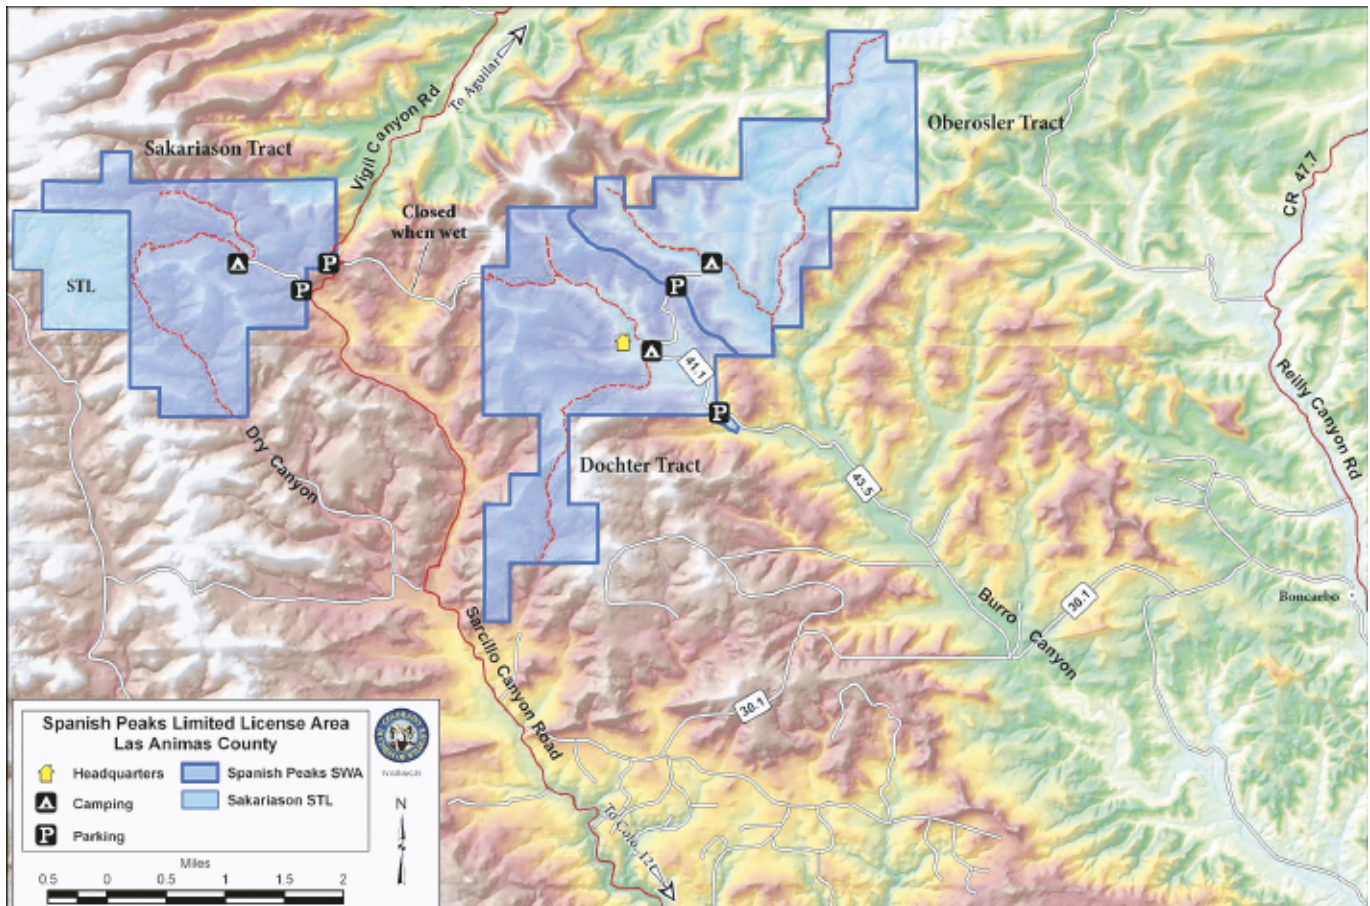 To Aguilar
Vigil Canyon Rd
Sakariason Tract
Oberosler Tract
CR 47.7
Closed
when wet
STL
P
P
P
41.1
P
Reilly Canyon Rd
Dry Canyon
Dochter Tract
43.5
Burro Canyon
30.1
Boncarbo
Sarcillo Canyon Road
30.1
To Colo. 12
Spanish Peaks Limited License Area
Las Animas County
Headquarters
Spanish Peaks SWA
Camping
Sakariason STL
P Parking
N
Miles
0.5 0 0.5 1 1.5 2